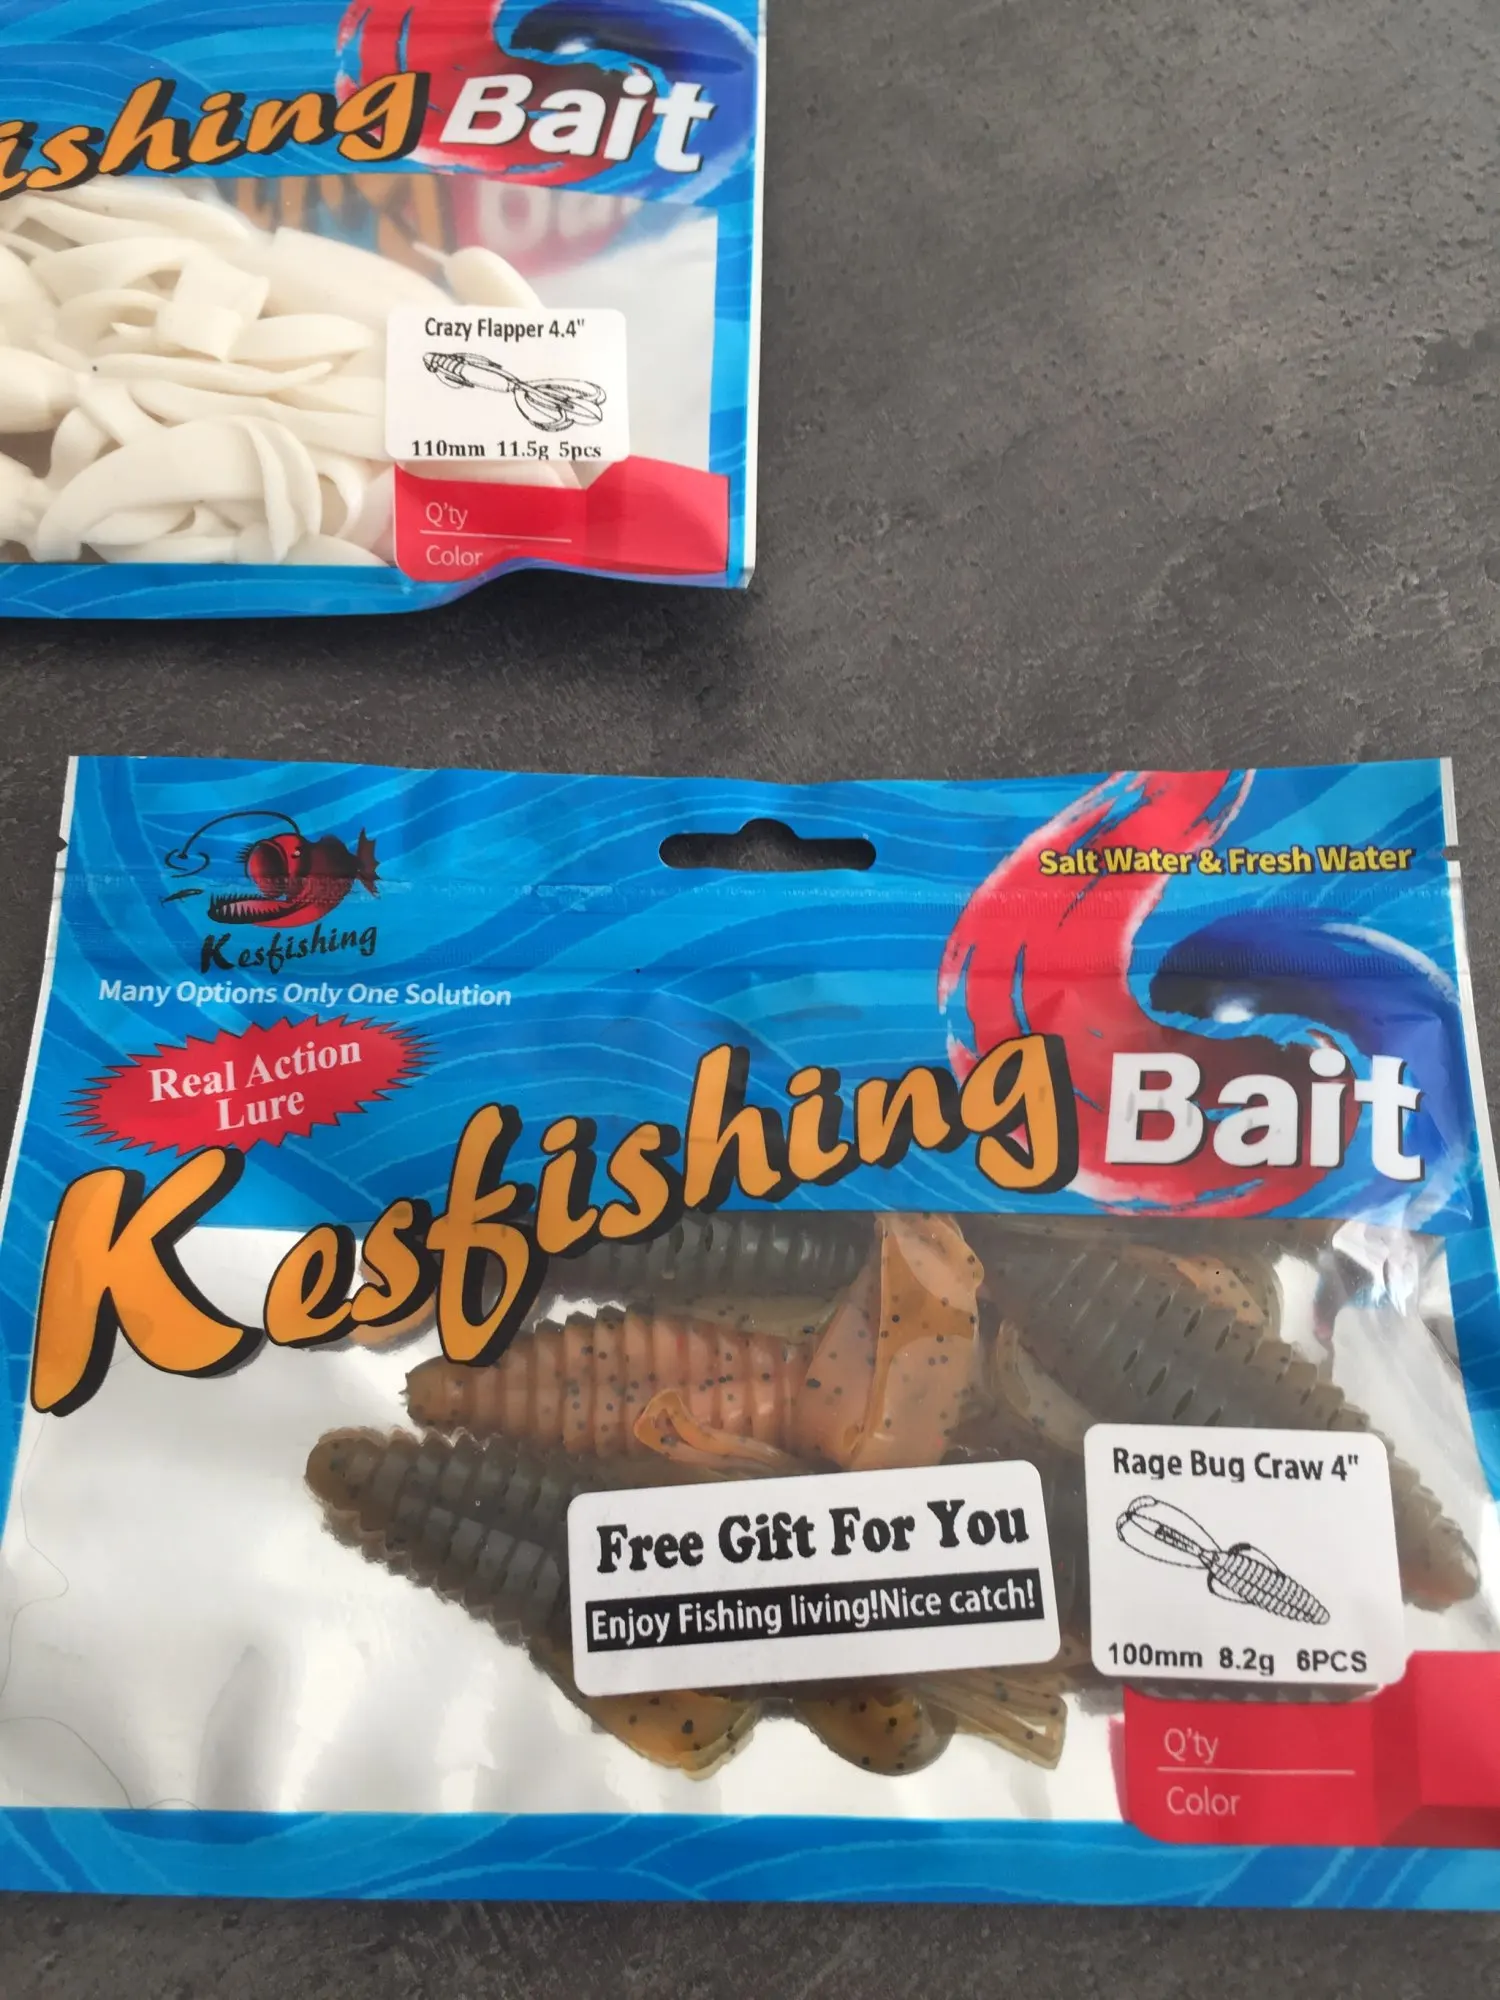 ishing Bait
Crazy Flapper 4.4"
110mm 11.5g 5pcs
Q'ty
Color
Kesfishing
Many Options Only One Solution
Salt Water & Fresh Water
Real Action
Lure
Kesfishing Bait
Rage Bug Craw 4"
100mm 8.2g 6PCS
Free Gift For You
Enjoy Fishing living!Nice catch!
Q'ty
Color